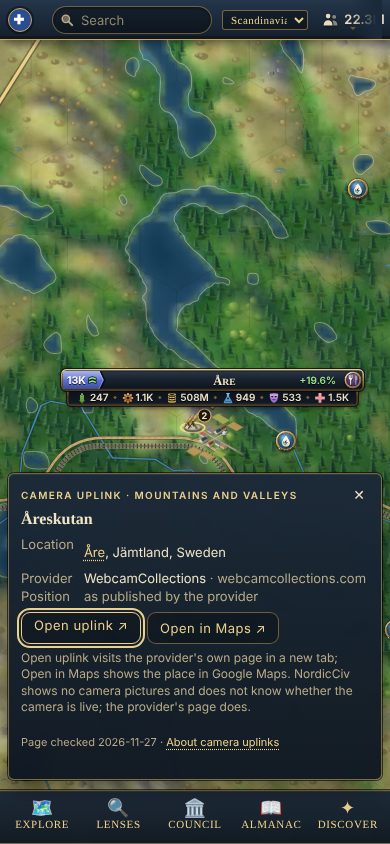 Search
Scandinavia
22.3
13K
Åre
+19.6%
247 • 1.1K • 508M • 949 • 533 • 1.5K
2
CAMERA UPLINK · MOUNTAINS AND VALLEYS
✕
Åreskutan
Location Åre, Jämtland, Sweden
Provider WebcamCollections · webcamcollections.com
Position as published by the provider
Open uplink ↗
Open in Maps ↗
Open uplink visits the provider's own page in a new tab;
Open in Maps shows the place in Google Maps. NordicCiv
shows no camera pictures and does not know whether the
camera is live; the provider's page does.
Page checked 2026-11-27 · About camera uplinks
EXPLORE
LENSES
COUNCIL
ALMANAC
DISCOVER